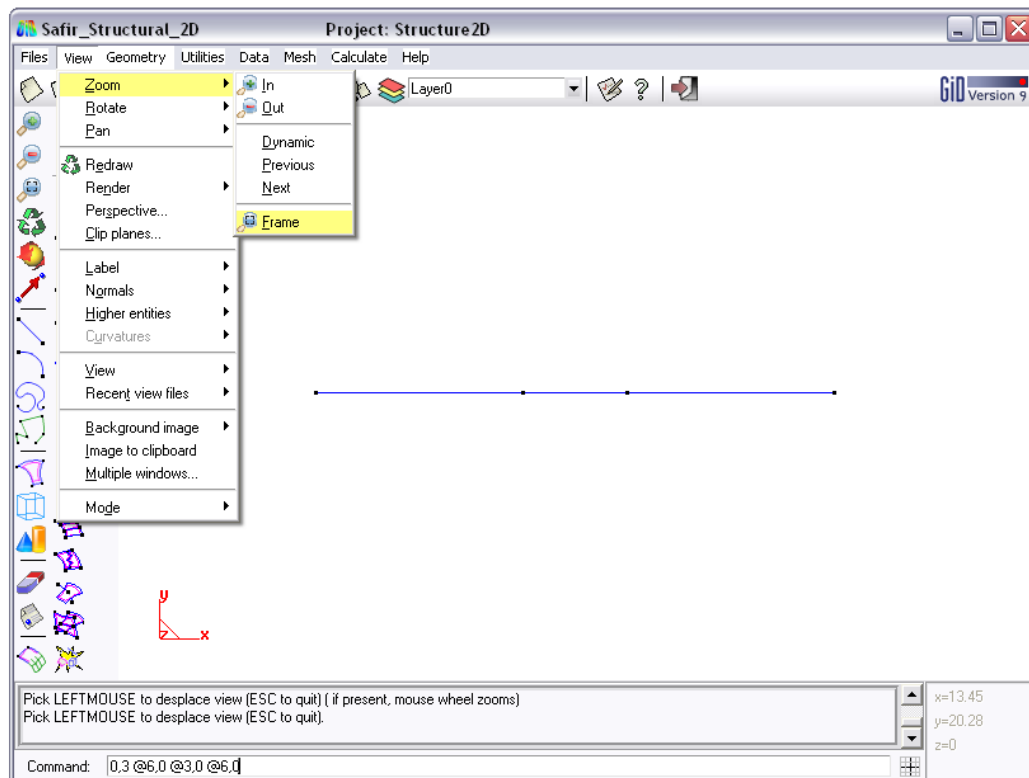 Safir_Structural_2D Project: Structure2D
Files View Geometry Utilities Data Mesh Calculate Help
Layer0
GiD Version 9
Zoom
Rotate
Pan
Redraw
Render
Perspective...
Clip planes...
Label
Normals
Higher entities
Curvatures
View
Recent view files
Background image
Image to clipboard
Multiple windows...
Mode
In
Out
Dynamic
Previous
Next
Frame
y
z x
Pick LEFTMOUSE to desplace view (ESC to quit) ( if present, mouse wheel zooms)
Pick LEFTMOUSE to desplace view (ESC to quit).
x=13.45
y=20.28
z=0
Command: 0,3 @6,0 @3,0 @6,0